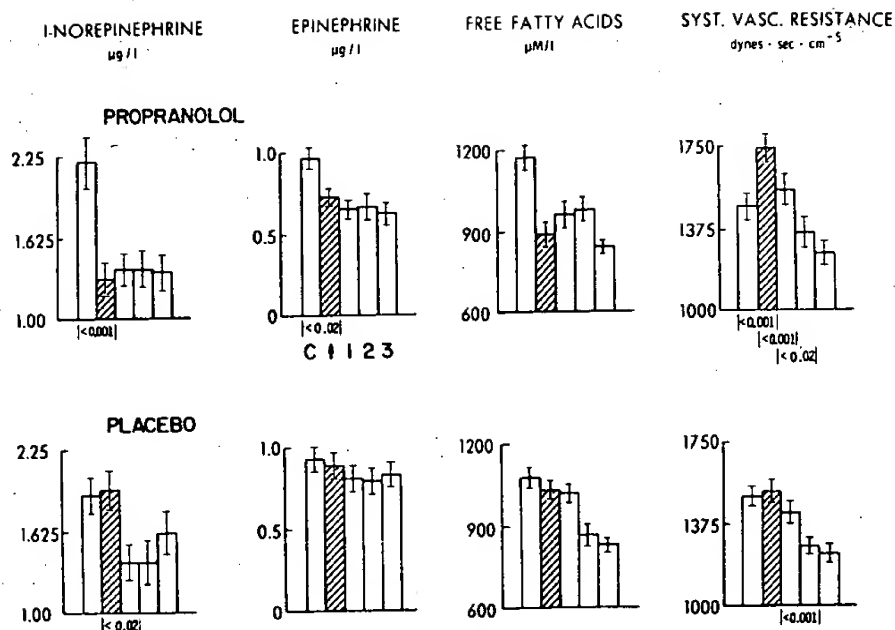 l-NOREPINEPHRINE EPINEPHRINE FREE FATTY ACIDS SYST. VASC. RESISTANCE
µg/l µg/l µM/l dynes · sec · cm⁻⁵
PROPRANOLOL
2.25 1.0 1200 1750
1.625 0.5 900 1375
1.00 0 600 1000
|<0.001| |<0.02| |<0.001|
|<0.001|
|<0.02|
C 1 1 2 3
PLACEBO
2.25 1.0 1200 1750
1.625 0.5 900 1375
1.00 0 600 1000
|<0.02| |<0.001|